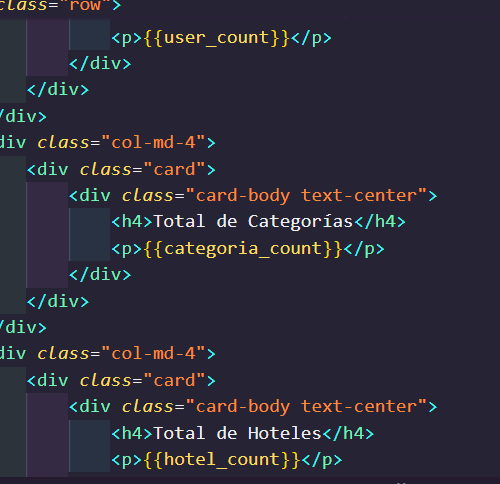 class="row">
<p>{{user_count}}</p>
</div>
</div>
/div>
div class="col-md-4">
<div class="card">
<div class="card-body text-center">
<h4>Total de Categorías</h4>
<p>{{categoria_count}}</p>
</div>
</div>
/div>
div class="col-md-4">
<div class="card">
<div class="card-body text-center">
<h4>Total de Hoteles</h4>
<p>{{hotel_count}}</p>